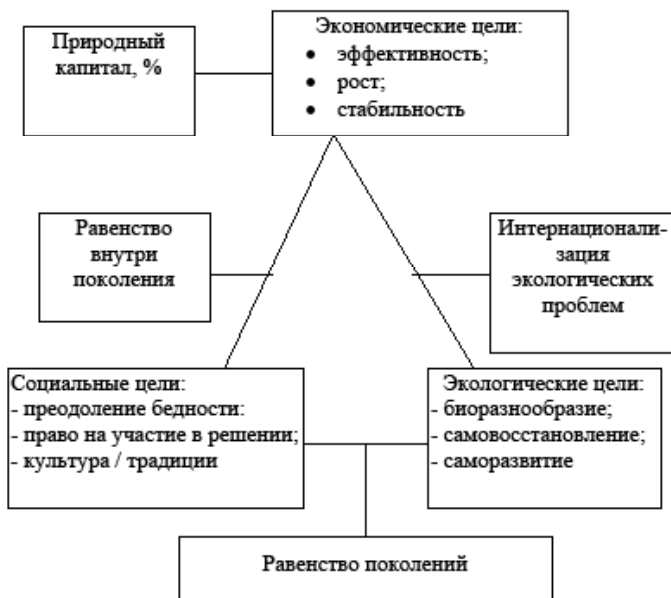 Природный
капитал, %
Экономические цели:
• эффективность;
• рост;
• стабильность
Равенство
внутри
поколения
Интернационали-
зация
экологических
проблем
Социальные цели:
- преодоление бедности:
- право на участие в решении;
- культура / традиции
Экологические цели:
- биоразнообразие;
- самовосстановление;
- саморазвитие
Равенство поколений